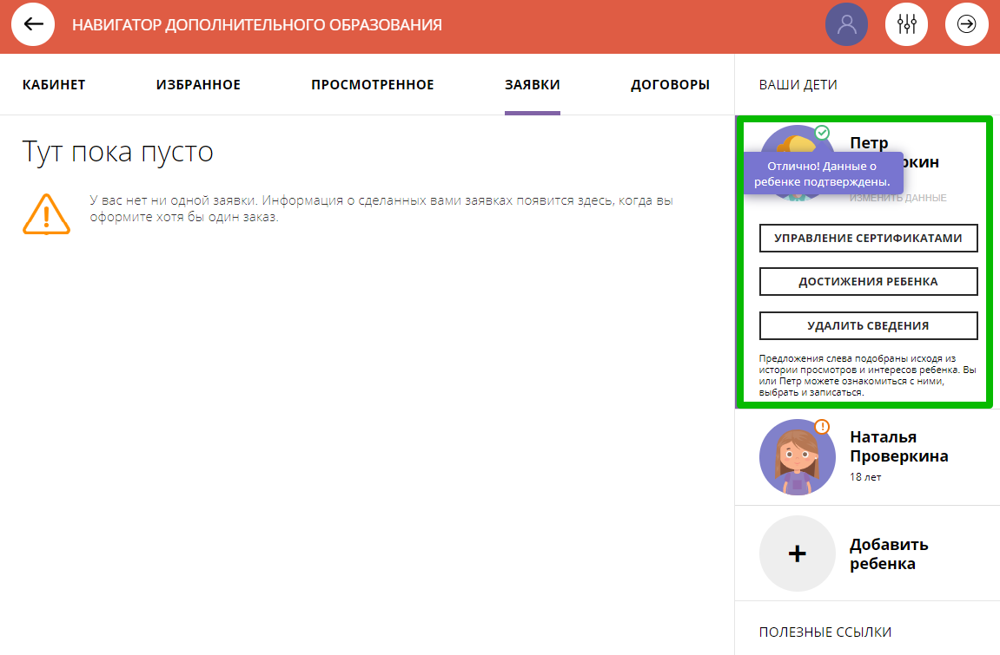 НАВИГАТОР ДОПОЛНИТЕЛЬНОГО ОБРАЗОВАНИЯ
КАБИНЕТ
ИЗБРАННОЕ
ПРОСМОТРЕННОЕ
ЗАЯВКИ
ДОГОВОРЫ
Тут пока пусто
У вас нет ни одной заявки. Информация о сделанных вами заявках появится здесь, когда вы
оформите хотя бы один заказ.
ВАШИ ДЕТИ
Петр
Отлично! Данные о
ребенке подтверждены.
ИЗМЕНИТЬ ДАННЫЕ
УПРАВЛЕНИЕ СЕРТИФИКАТАМИ
ДОСТИЖЕНИЯ РЕБЕНКА
УДАЛИТЬ СВЕДЕНИЯ
Предложения слева подобраны исходя из
истории просмотров и интересов ребенка. Вы
или Петр можете ознакомиться с ними,
выбрать и записаться.
Наталья
Проверкина
18 лет
Добавить
ребенка
ПОЛЕЗНЫЕ ССЫЛКИ